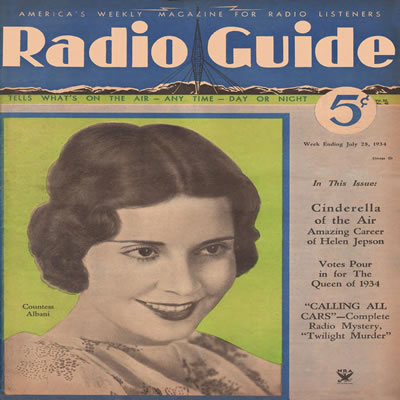 AMERICA'S WEEKLY MAGAZINE FOR RADIO LISTENERS
Radio Guide
TELLS WHAT'S ON THE AIR—ANY TIME—DAY OR NIGHT
5¢
Week Ending July 28, 1934
In This Issue:
Cinderella
of the Air
Amazing Career
of Helen Jepson
Votes Pour
in for The
Queen of 1934
"CALLING ALL
CARS"—Complete
Radio Mystery,
"Twilight Murder"
Countess
Albani